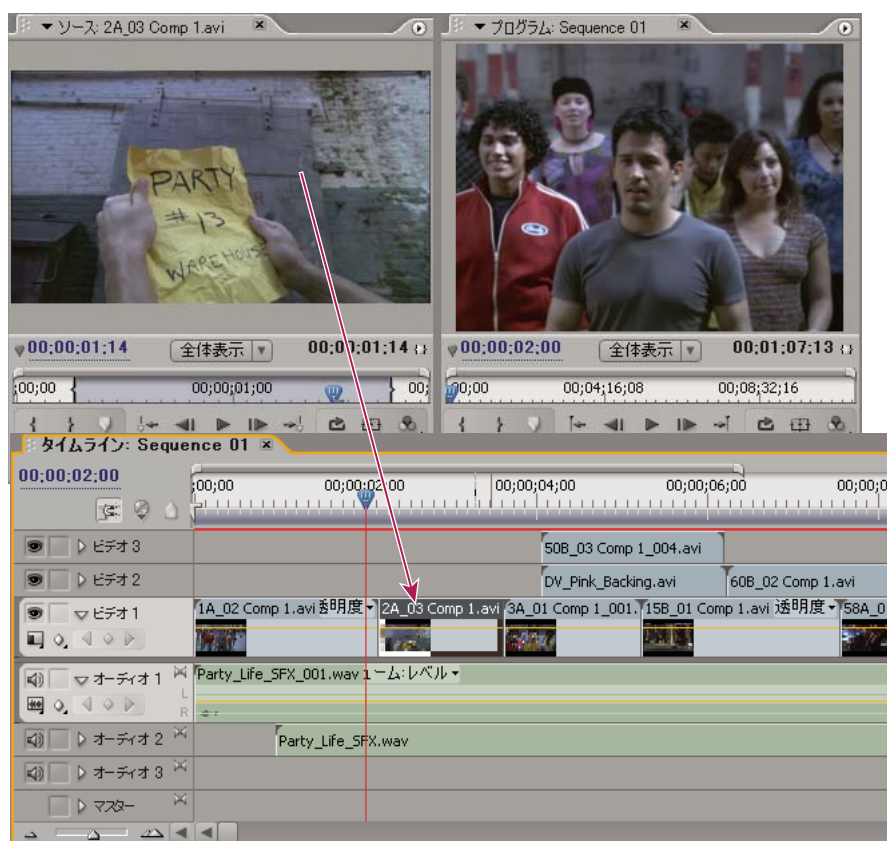 ソース: 2A_03 Comp 1.avi
プログラム: Sequence 01
PARTY
# 13
WAREHOUSE
00;00;01;14
全体表示
00;00;01;14
00;00;02;00
全体表示
00;01;07;13
;00;00
00;00;01;00
00;
00;00
00;04;16;08
00;08;32;16
タイムライン: Sequence 01
00;00;02;00
;00;00
00;00;02;00
00;00;04;00
00;00;06;00
00;00;0
ビデオ 3
50B_03 Comp 1_004.avi
ビデオ 2
DV_Pink_Backing.avi
60B_02 Comp 1.avi
ビデオ 1
1A_02 Comp 1.avi 透明度
2A_03 Comp 1.avi
3A_01 Comp 1_001.
15B_01 Comp 1.avi 透明度
58A_0
オーディオ 1
Party_Life_SFX_001.wav ューム:レベル
L
R
オーディオ 2
Party_Life_SFX.wav
オーディオ 3
マスター